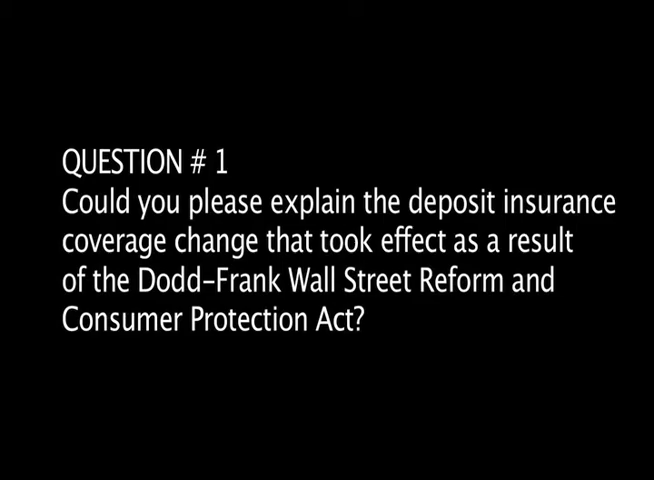 QUESTION # 1
Could you please explain the deposit insurance
coverage change that took effect as a result
of the Dodd-Frank Wall Street Reform and
Consumer Protection Act?